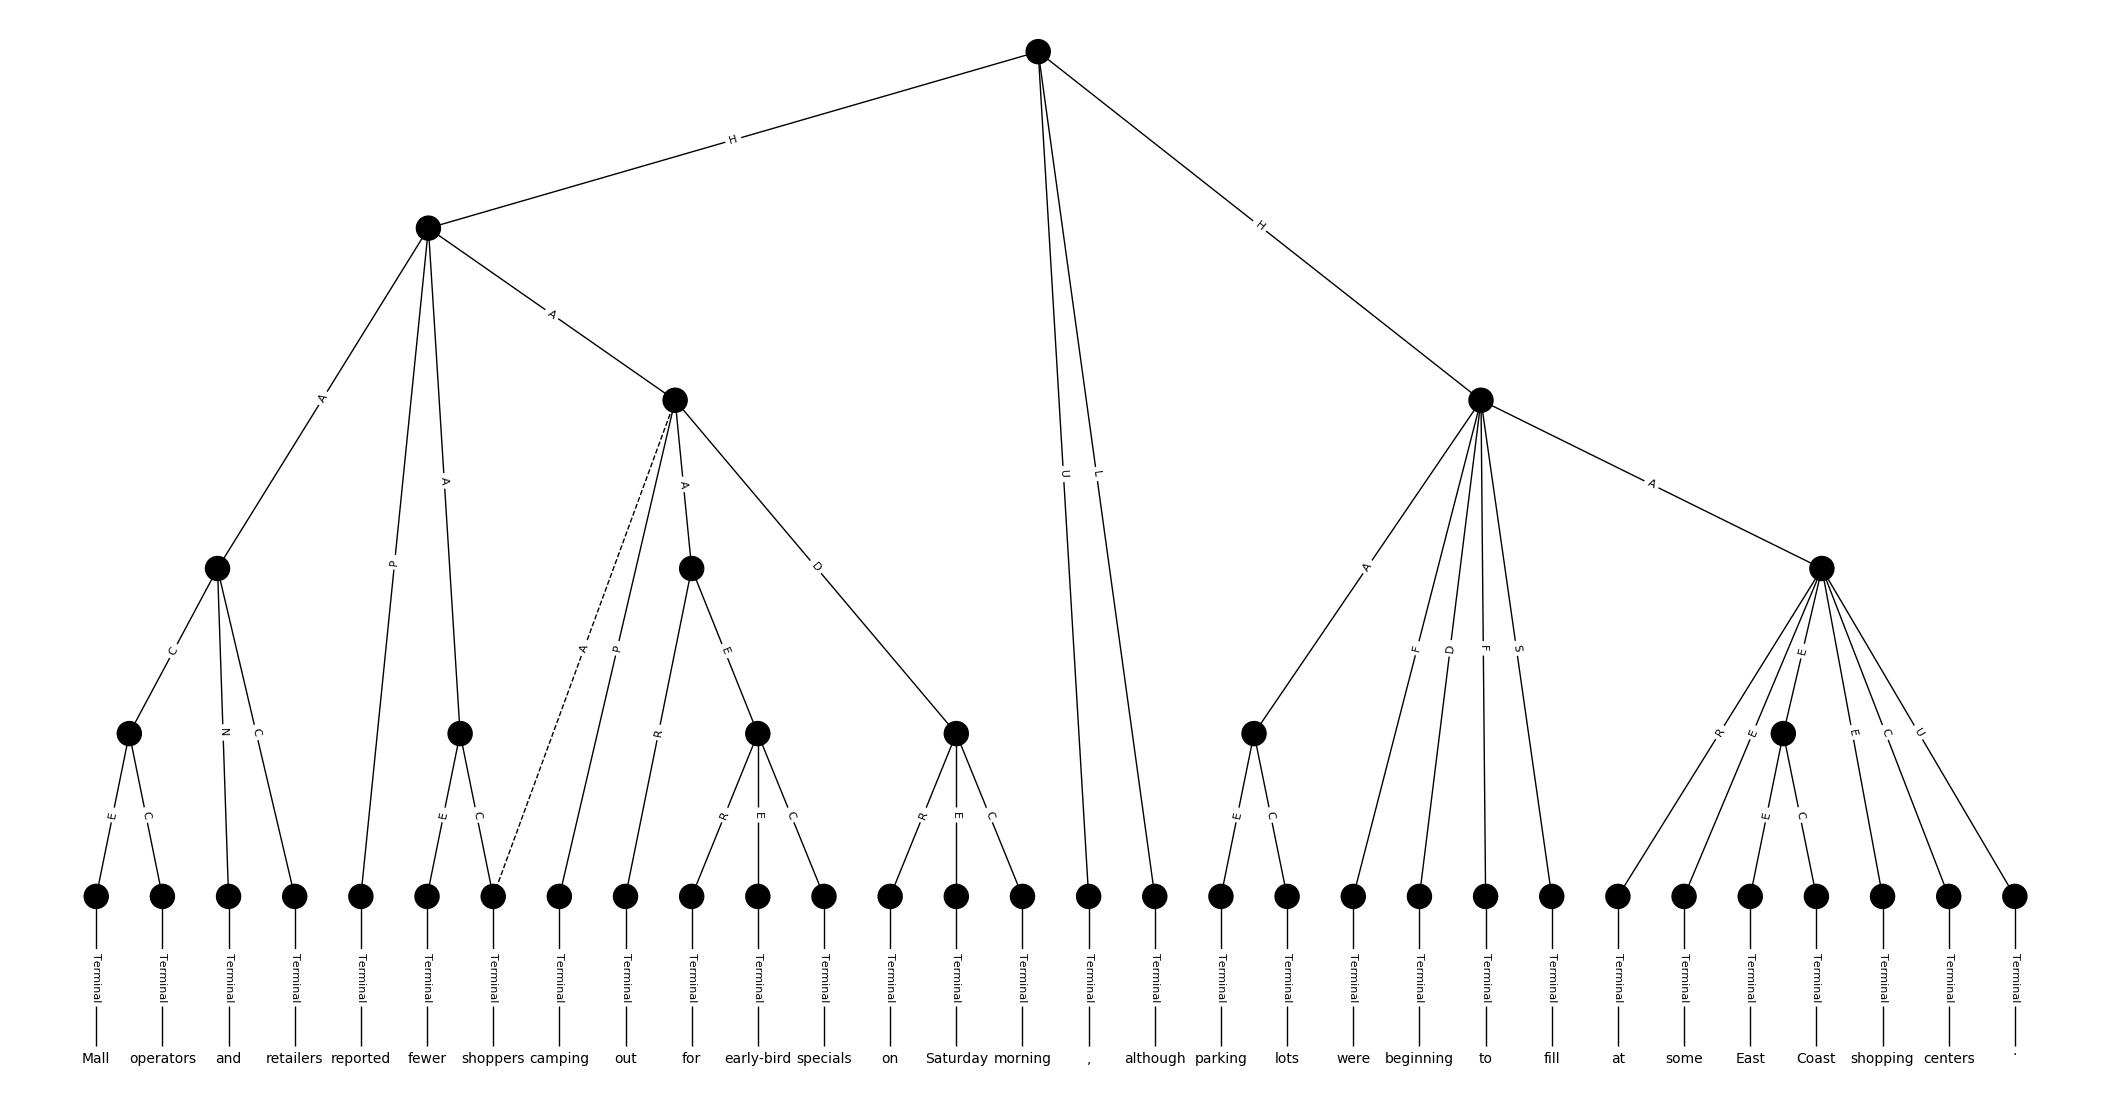 H
H
A
A
A
P
A
U
L
A
C
N
C
A
P
A
E
D
R
A
F
D
F
S
R
E
E
E
C
U
E
C
E
C
R
E
C
R
E
C
E
C
E
C
Terminal Terminal Terminal Terminal Terminal Terminal Terminal Terminal Terminal Terminal Terminal Terminal Terminal Terminal Terminal Terminal Terminal Terminal Terminal Terminal Terminal Terminal Terminal Terminal Terminal Terminal Terminal Terminal Terminal Terminal
Mall operators and retailers reported fewer shoppers camping out for early-bird specials on Saturday morning , although parking lots were beginning to fill at some East Coast shopping centers .